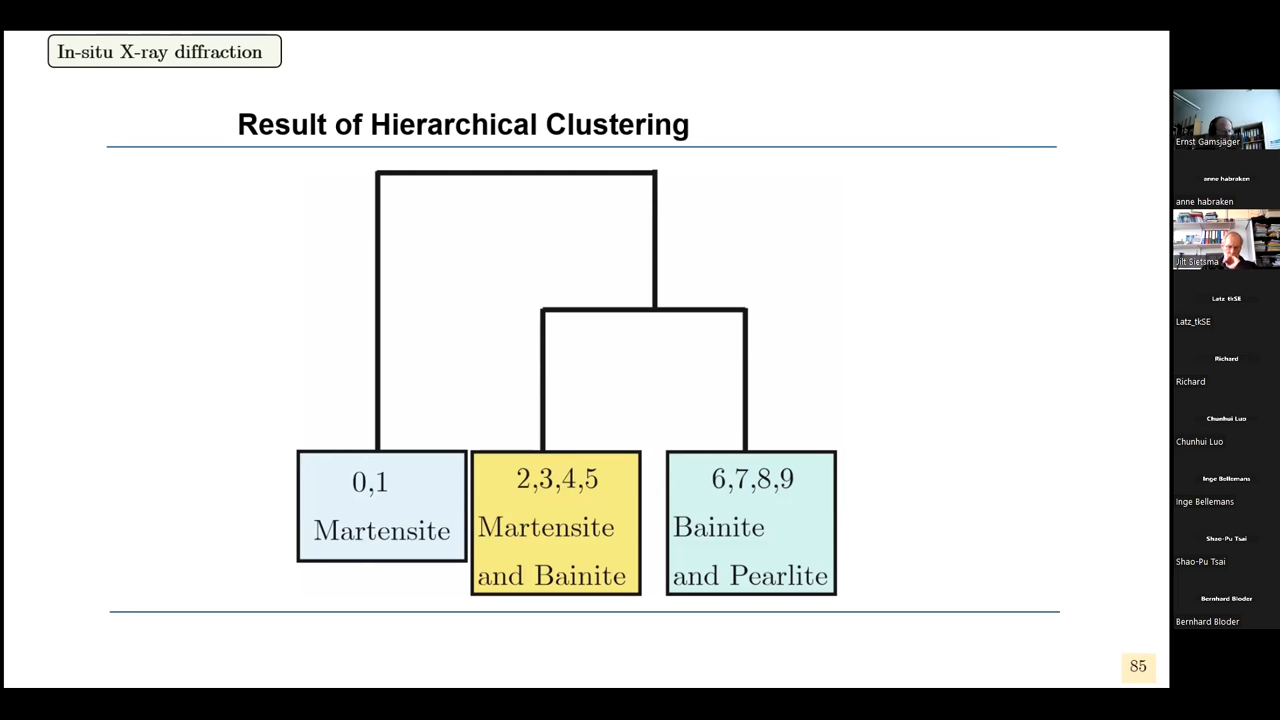 In-situ X-ray diffraction
Result of Hierarchical Clustering
0,1
Martensite
2,3,4,5
Martensite
and Bainite
6,7,8,9
Bainite
and Pearlite
85
Ernst Gamsjäger
anne habraken
anne habraken
Jilt Sietsma
Latz_tkSE
Latz_tkSE
Richard
Richard
Chunhui Luo
Chunhui Luo
Inge Bellemans
Inge Bellemans
Shao-Pu Tsai
Shao-Pu Tsai
Bernhard Bloder
Bernhard Bloder